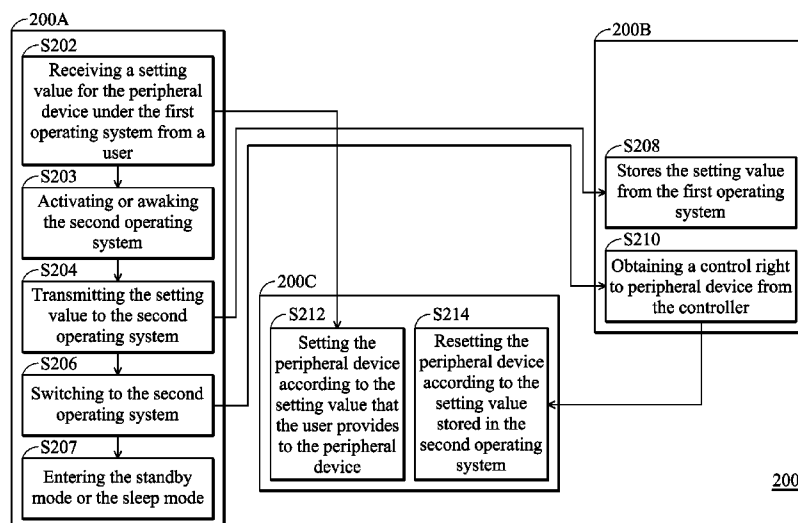 200A
S202
Receiving a setting
value for the
peripheral device
under the first
operating system
from a user
S203
Activating or awaking
the second operating
system
S204
Transmitting the
setting value to the
second operating
system
S206
Switching to the
second operating
system
S207
Entering the standby
mode or the sleep
mode
200B
S208
Stores the setting value
from the first operating
system
S210
Obtaining a control right
to peripheral device from
the controller
200C
S212
Setting the
peripheral device
according to the
setting value that
the user provides
to the peripheral
device
S214
Resetting the
peripheral device
according to the
setting value
stored in the
second operating
system
200